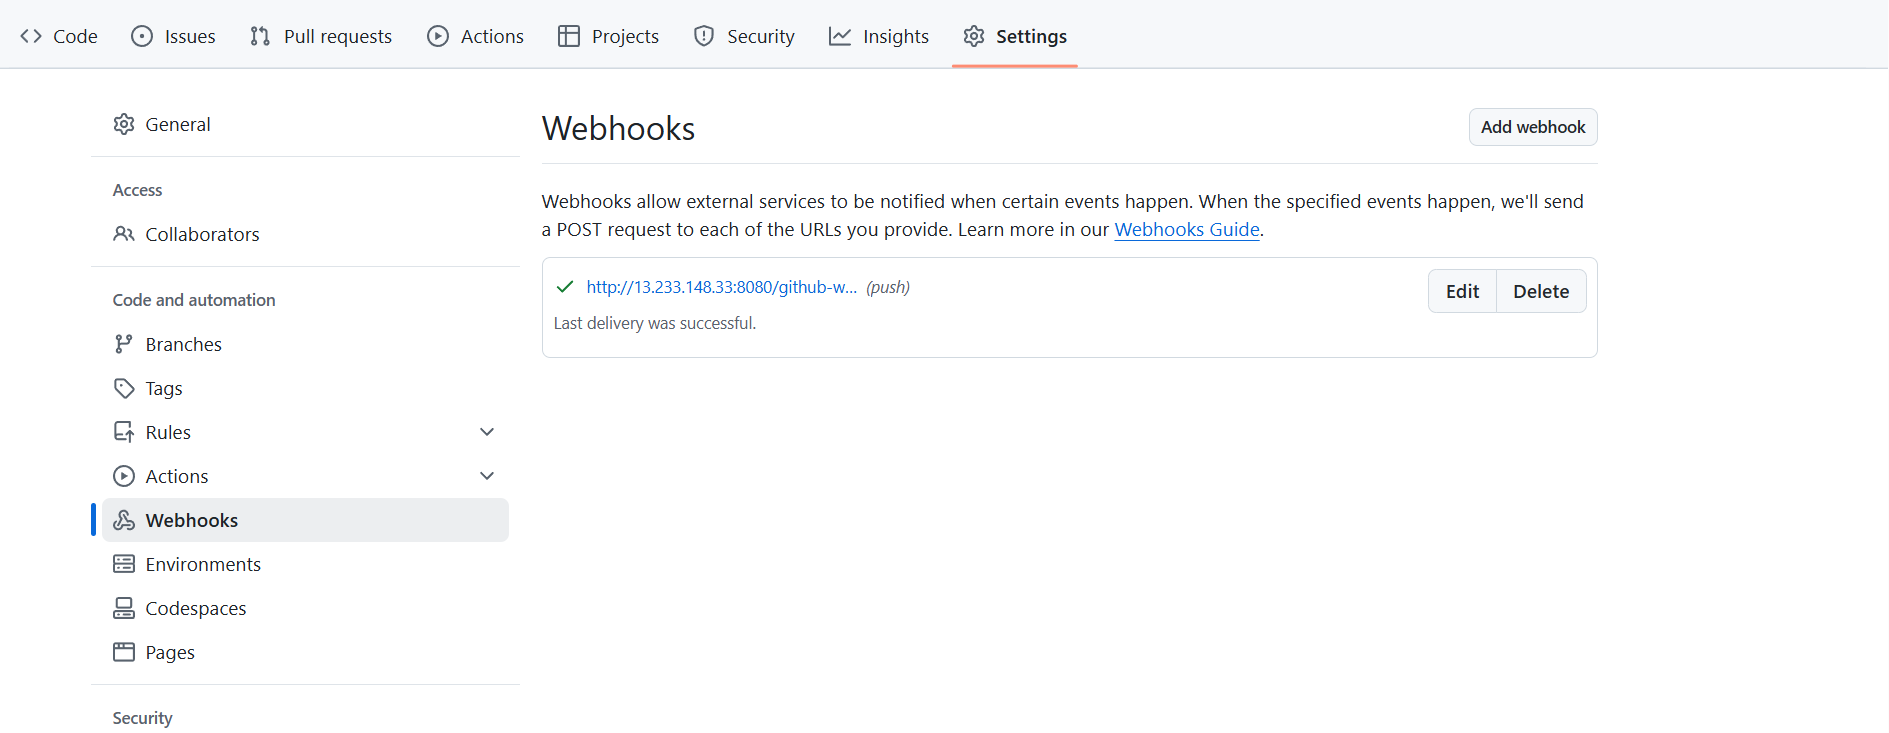 Code Issues Pull requests Actions Projects Security Insights Settings
General
Access
Collaborators
Code and automation
Branches
Tags
Rules
Actions
Webhooks
Environments
Codespaces
Pages
Security
Webhooks
Add webhook
Webhooks allow external services to be notified when certain events happen. When the specified events happen, we'll send
a POST request to each of the URLs you provide. Learn more in our Webhooks Guide.
http://13.233.148.33:8080/github-w... (push)
Edit Delete
Last delivery was successful.